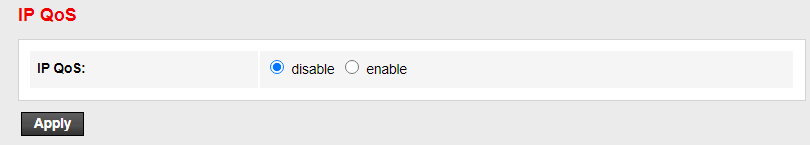 IP QoS
IP QoS: disable enable
Apply